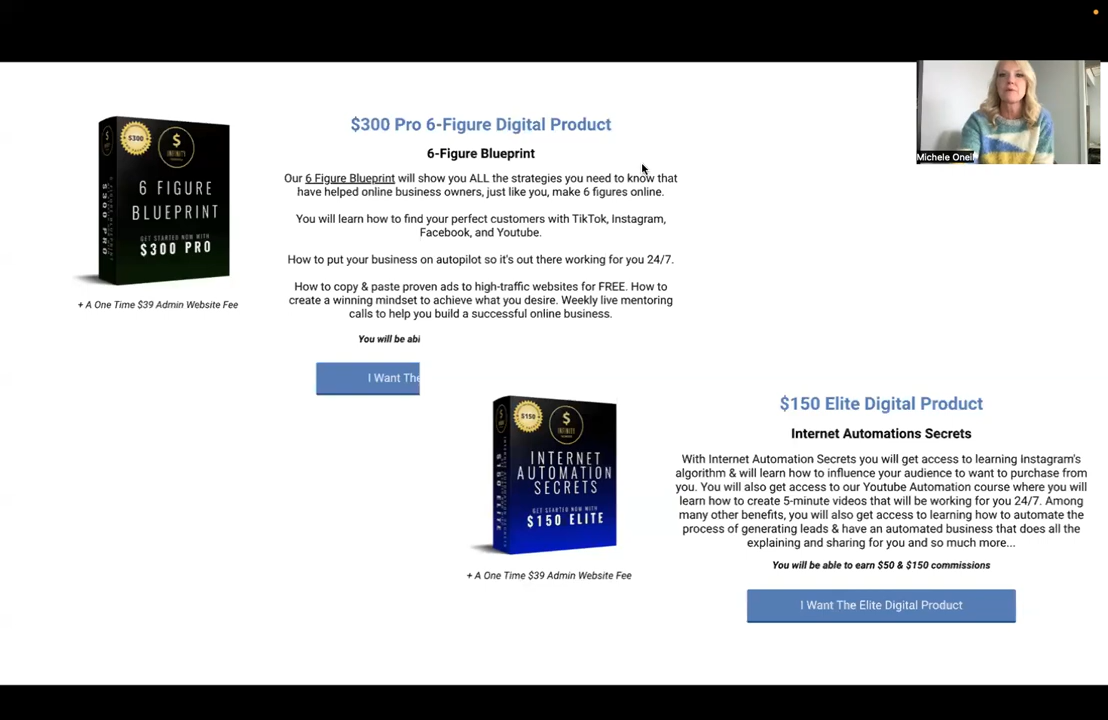 Michele Oneil
$300 Pro 6-Figure Digital Product
6-Figure Blueprint
Our 6 Figure Blueprint will show you ALL the strategies you need to know that
have helped online business owners, just like you, make 6 figures online.
You will learn how to find your perfect customers with TikTok, Instagram,
Facebook, and Youtube.
How to put your business on autopilot so it's out there working for you 24/7.
How to copy & paste proven ads to high-traffic websites for FREE. How to
create a winning mindset to achieve what you desire. Weekly live mentoring
calls to help you build a successful online business.
You will be abl
I Want The
$300
$
6 FIGURE
BLUEPRINT
GET STARTED NOW WITH
$300 PRO
$300 PRO
+ A One Time $39 Admin Website Fee
$150 Elite Digital Product
Internet Automations Secrets
With Internet Automation Secrets you will get access to learning Instagram's
algorithm & will learn how to influence your audience to want to purchase from
you. You will also get access to our Youtube Automation course where you will
learn how to create 5-minute videos that will be working for you 24/7. Among
many other benefits, you will also get access to learning how to automate the
process of generating leads & have an automated business that does all the
explaining and sharing for you and so much more...
You will be able to earn $50 & $150 commissions
I Want The Elite Digital Product
$150
$
INTERNET
AUTOMATION
SECRETS
GET STARTED NOW WITH
$150 ELITE
$150 ELITE
+ A One Time $39 Admin Website Fee